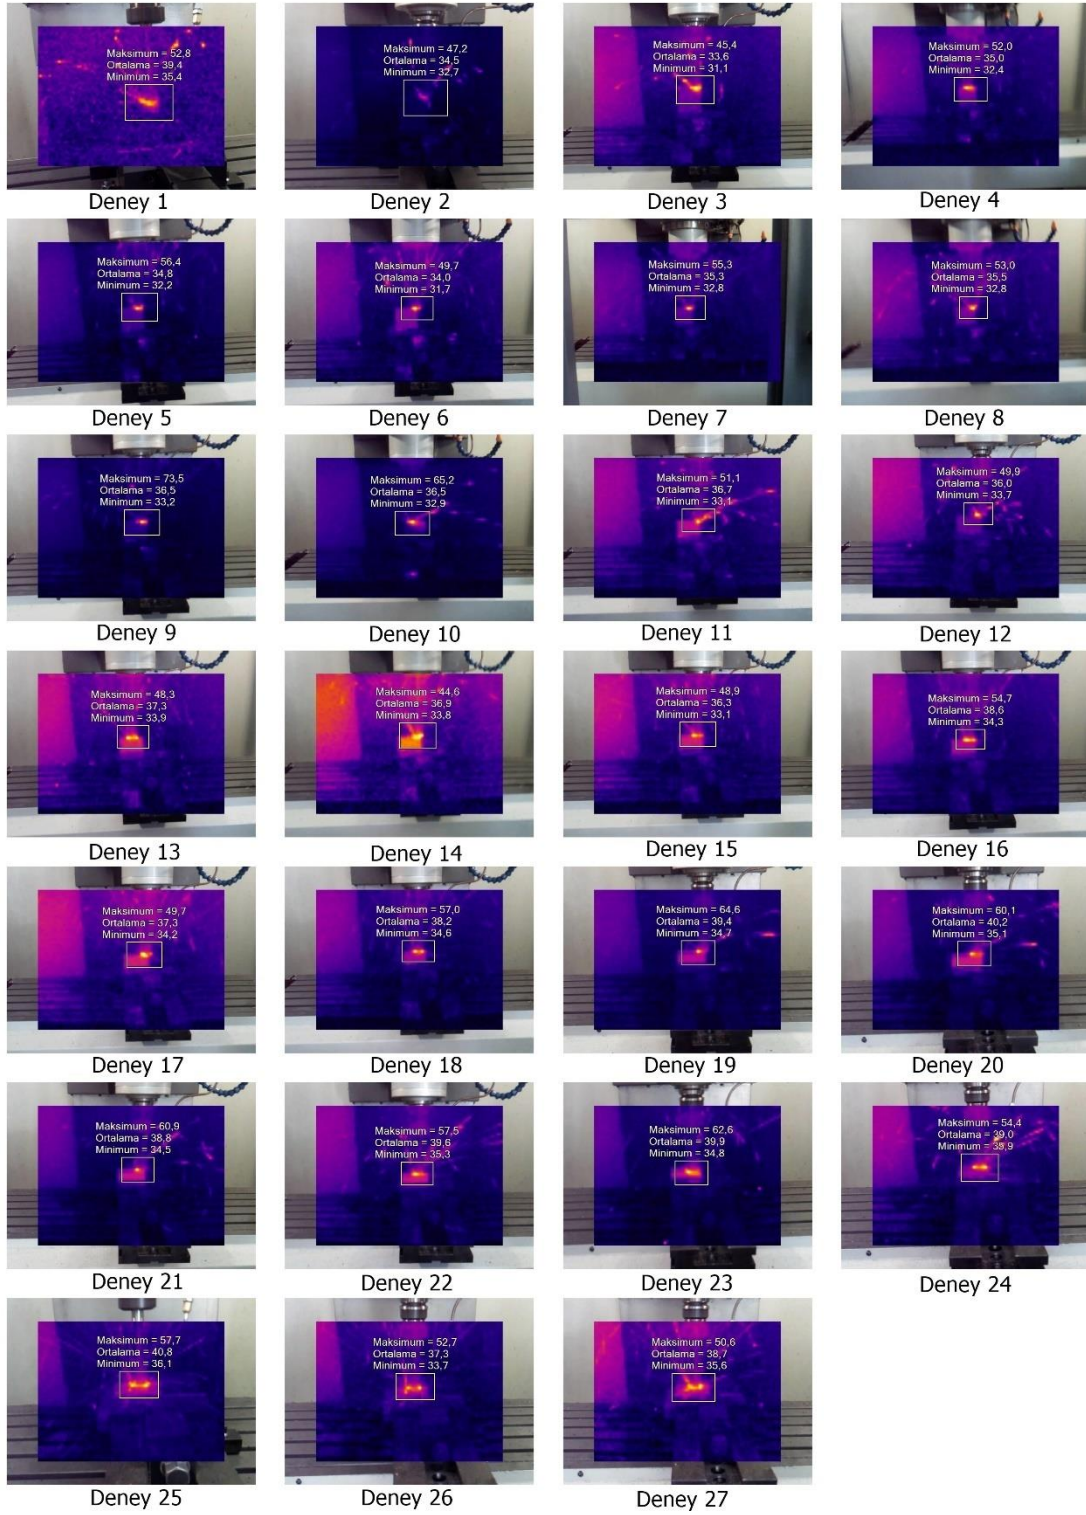 Maksimum = 52,8
Ortalama = 39,4
Minimum = 35,4
Deney 1
Maksimum = 47,2
Ortalama = 34,5
Minimum = 32,7
Deney 2
Maksimum = 45,4
Ortalama = 33,6
Minimum = 31,1
Deney 3
Maksimum = 52,0
Ortalama = 35,0
Minimum = 32,4
Deney 4
Maksimum = 56,4
Ortalama = 34,8
Minimum = 32,2
Deney 5
Maksimum = 49,7
Ortalama = 34,0
Minimum = 31,7
Deney 6
Maksimum = 55,3
Ortalama = 35,3
Minimum = 32,8
Deney 7
Maksimum = 53,0
Ortalama = 35,5
Minimum = 32,8
Deney 8
Maksimum = 73,5
Ortalama = 36,5
Minimum = 33,2
Deney 9
Maksimum = 65,2
Ortalama = 36,5
Minimum = 32,9
Deney 10
Maksimum = 51,1
Ortalama = 36,7
Minimum = 33,1
Deney 11
Maksimum = 49,9
Ortalama = 36,0
Minimum = 33,7
Deney 12
Maksimum = 48,3
Ortalama = 37,3
Minimum = 33,9
Deney 13
Maksimum = 44,6
Ortalama = 36,9
Minimum = 33,8
Deney 14
Maksimum = 48,9
Ortalama = 36,3
Minimum = 33,1
Deney 15
Maksimum = 54,7
Ortalama = 38,6
Minimum = 34,3
Deney 16
Maksimum = 49,7
Ortalama = 37,3
Minimum = 34,2
Deney 17
Maksimum = 57,0
Ortalama = 38,2
Minimum = 34,6
Deney 18
Maksimum = 64,6
Ortalama = 39,4
Minimum = 34,7
Deney 19
Maksimum = 60,1
Ortalama = 40,2
Minimum = 35,1
Deney 20
Maksimum = 60,9
Ortalama = 38,8
Minimum = 34,5
Deney 21
Maksimum = 57,5
Ortalama = 39,6
Minimum = 35,3
Deney 22
Maksimum = 62,6
Ortalama = 39,9
Minimum = 34,8
Deney 23
Maksimum = 54,4
Ortalama = 39,0
Minimum =
Deney 24
Maksimum = 57,7
Ortalama = 40,8
Minimum = 36,1
Deney 25
Maksimum = 52,7
Ortalama = 37,3
Minimum = 33,7
Deney 26
Maksimum = 50,6
Ortalama = 38,7
Minimum = 35,6
Deney 27